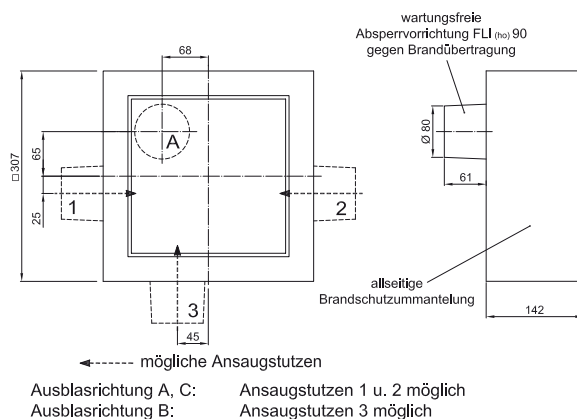 wartungsfreie
Absperrvorrichtung FLI (ho) 90
gegen Brandübertragung
68
A
65
□307
25
1
2
3
45
Ø 80
61
allseitige
Brandschutzummantelung
142
mögliche Ansaugstutzen
Ausblasrichtung A, C: Ansaugstutzen 1 u. 2 möglich
Ausblasrichtung B: Ansaugstutzen 3 möglich